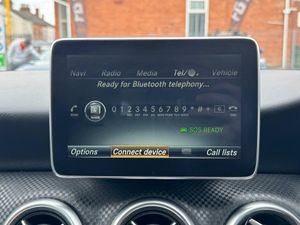 Navi Radio Media Tel/ Vehicle
Ready for Bluetooth telephony...
0 1 2 3 4 5 6 7 8 9 * # +
SOS READY
Options Connect device Call lists